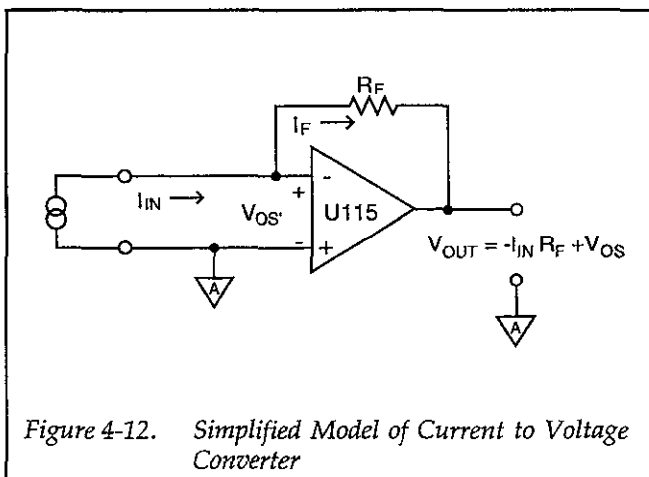 R_F
I_F →
-
I_IN →
+
V_OS'
U115
-
+
V_OUT = -I_IN R_F +V_OS
A
A
Figure 4-12. Simplified Model of Current to Voltage
Converter